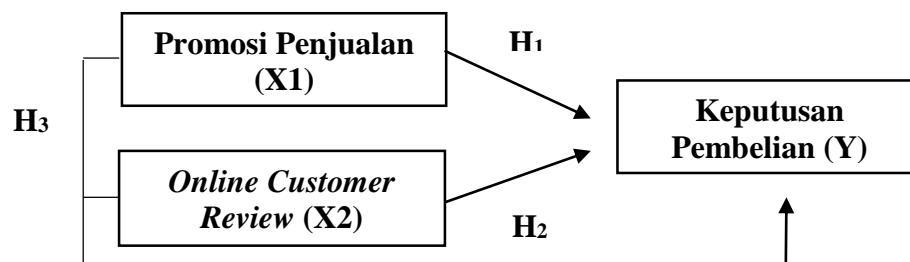 Promosi Penjualan
(X1)
H1
Keputusan
Pembelian (Y)
H3
Online Customer
Review (X2)
H2